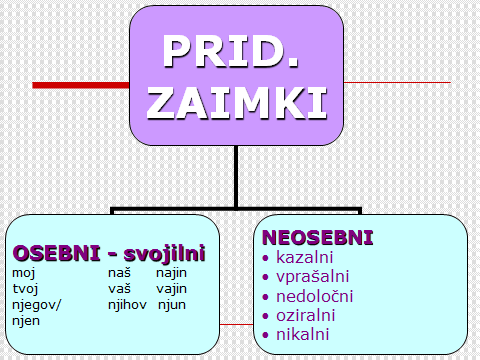 PRID.
ZAIMKI
OSEBNI - svojilni
moj naš najin
tvoj vaš vajin
njegov/ njihov njun
njen
NEOSEBNI
• kazalni
• vprašalni
• nedoločni
• oziralni
• nikalni